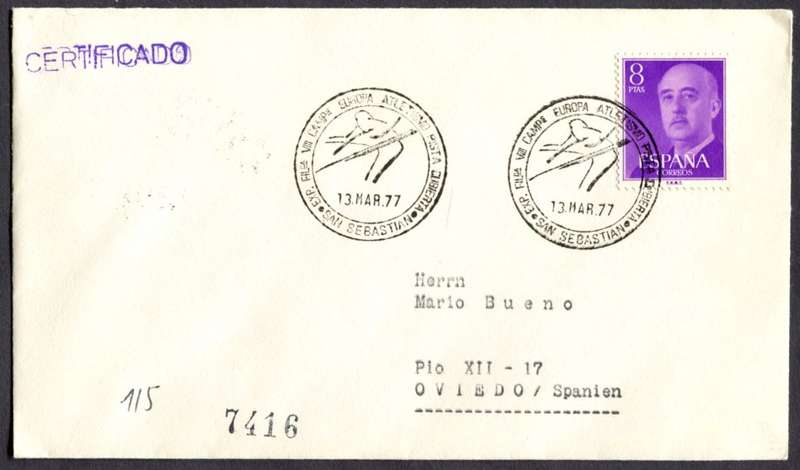 CERTIFICADO
8
PTAS
ESPAÑA
CORREOS
EXP. FILª VIII CAMPº EUROPA ATLETISMO PISTA CUBIERTA
13.MAR.77
SAN SEBASTIAN
EXP. FILª VIII CAMPº EUROPA ATLETISMO PISTA CUBIERTA
13.MAR.77
SAN SEBASTIAN
Herrn
Mario Bueno
Pio XII - 17
OVIEDO/Spanien
115
7416